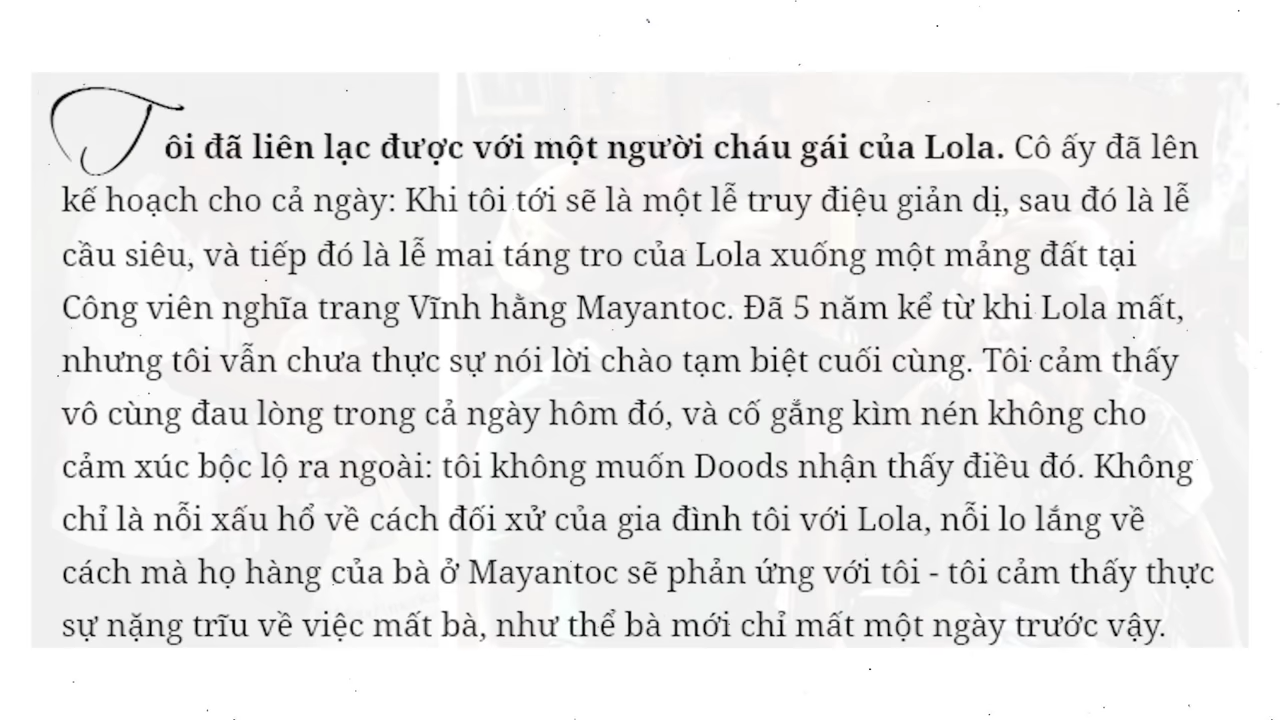 Tôi đã liên lạc được với một người cháu gái của Lola. Cô ấy đã lên
kế hoạch cho cả ngày: Khi tôi tới sẽ là một lễ truy điệu giản dị, sau đó là lễ
cầu siêu, và tiếp đó là lễ mai táng tro của Lola xuống một mảng đất tại
Công viên nghĩa trang Vĩnh hằng Mayantoc. Đã 5 năm kể từ khi Lola mất,
nhưng tôi vẫn chưa thực sự nói lời chào tạm biệt cuối cùng. Tôi cảm thấy
vô cùng đau lòng trong cả ngày hôm đó, và cố gắng kìm nén không cho
cảm xúc bộc lộ ra ngoài: tôi không muốn Doods nhận thấy điều đó. Không
chỉ là nỗi xấu hổ về cách đối xử của gia đình tôi với Lola, nỗi lo lắng về
cách mà họ hàng của bà ở Mayantoc sẽ phản ứng với tôi - tôi cảm thấy thực
sự nặng trĩu về việc mất bà, như thể bà mới chỉ mất một ngày trước vậy.